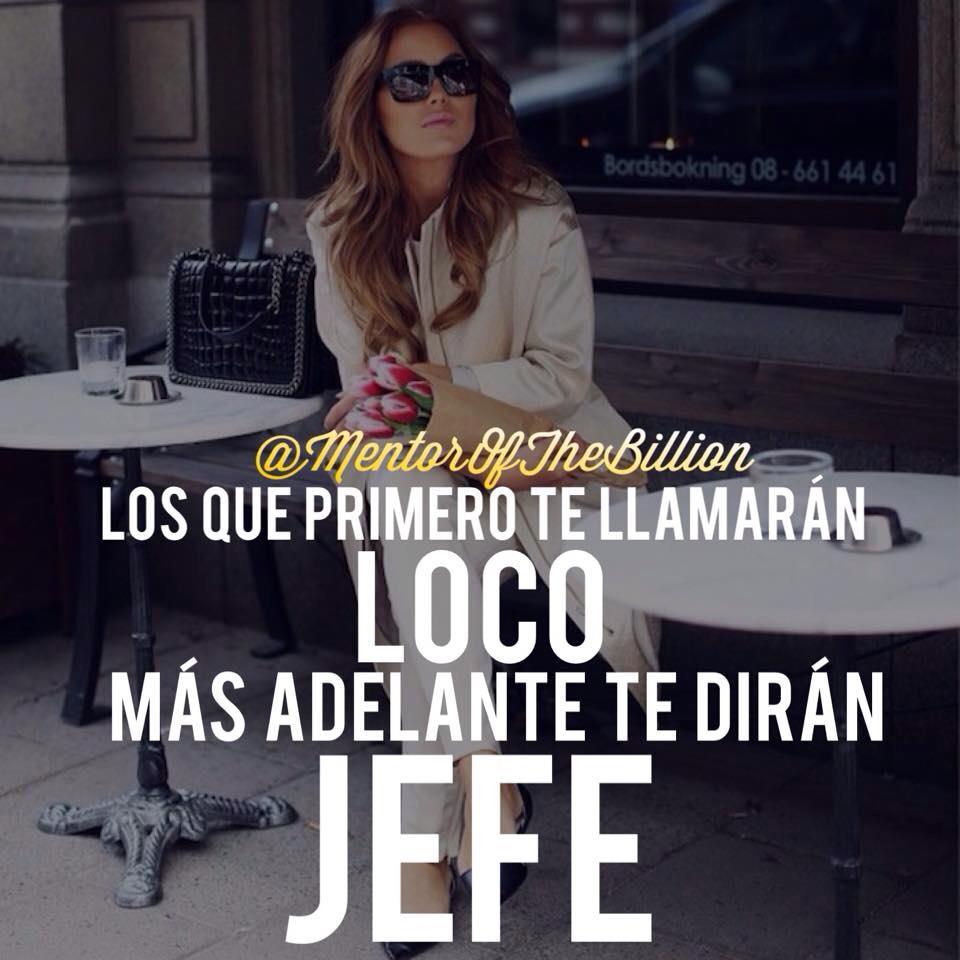 Bordsbokning 08 - 661 44 61
@MentorOfTheBillion
LOS QUE PRIMERO TE LLAMARÁN
LOCO
MÁS ADELANTE TE DIRÁN
JEFE